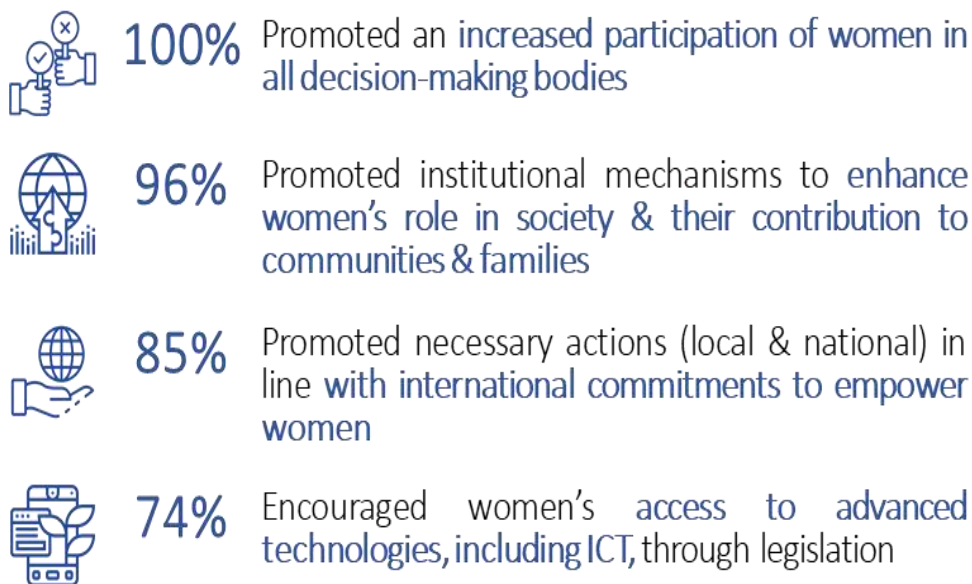 100% Promoted an increased participation of women in
all decision-making bodies
96% Promoted institutional mechanisms to enhance
women's role in society & their contribution to
communities & families
85% Promoted necessary actions (local & national) in
line with international commitments to empower
women
74% Encouraged women's access to advanced
technologies, including ICT, through legislation